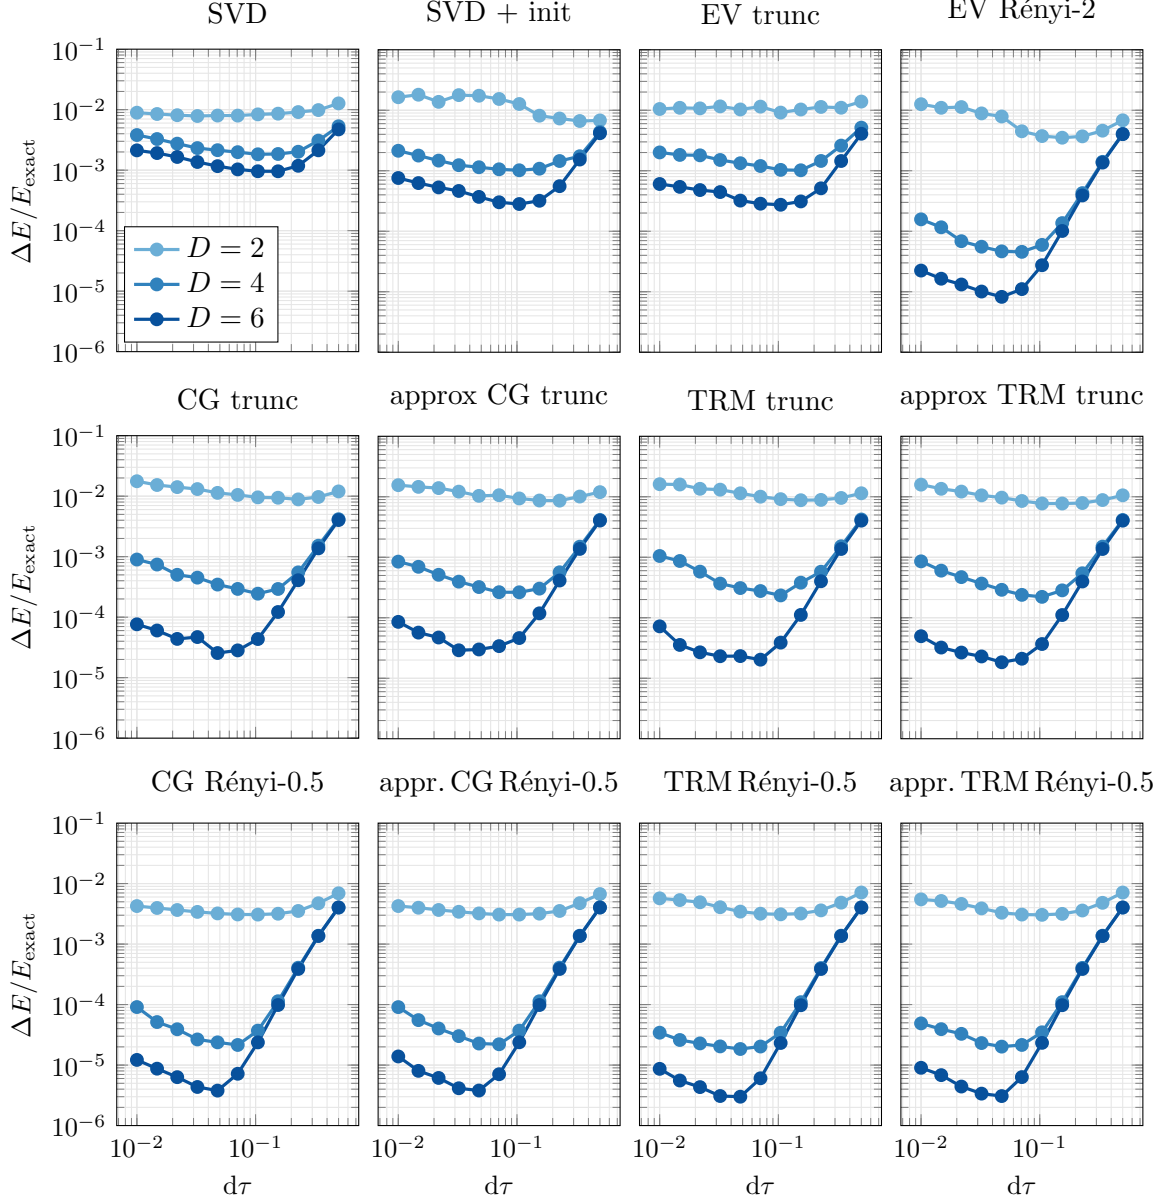 SVD
SVD + init
EV trunc
EV Rényi-2
10⁻¹
10⁻²
10⁻³
10⁻⁴
10⁻⁵
10⁻⁶
ΔE/E_exact
D = 2
D = 4
D = 6
CG trunc
approx CG trunc
TRM trunc
approx TRM trunc
10⁻¹
10⁻²
10⁻³
10⁻⁴
10⁻⁵
10⁻⁶
ΔE/E_exact
CG Rényi-0.5
appr. CG Rényi-0.5
TRM Rényi-0.5
appr. TRM Rényi-0.5
10⁻¹
10⁻²
10⁻³
10⁻⁴
10⁻⁵
10⁻⁶
ΔE/E_exact
10⁻² 10⁻¹
10⁻² 10⁻¹
10⁻² 10⁻¹
10⁻² 10⁻¹
dτ
dτ
dτ
dτ